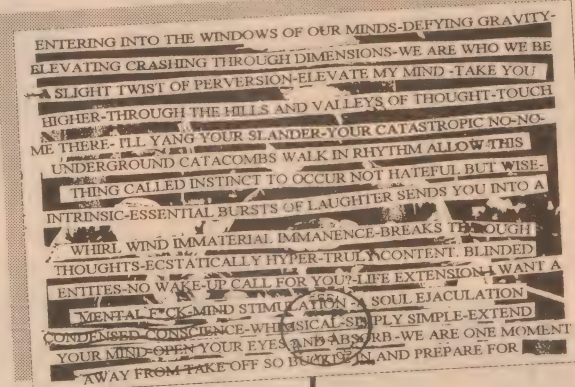 ENTERING INTO THE WINDOWS OF OUR MINDS-DEFYING GRAVITY-
ELEVATING CRASHING THROUGH DIMENSIONS-WE ARE WHO WE BE
A SLIGHT TWIST OF PERVERSION-ELEVATE MY MIND -TAKE YOU
HIGHER-THROUGH THE HILLS AND VALLEYS OF THOUGHT-TOUCH
ME THERE- I'LL YANG YOUR SLANDER-YOUR CATASTROPIC NO-NO-
UNDERGROUND CATACOMBS WALK IN RHYTHM ALLOW THIS
THING CALLED INSTINCT TO OCCUR NOT HATEFUL BUT WISE-
INTRINSIC-ESSENTIAL BURSTS OF LAUGHTER SENDS YOU INTO A
WHIRL WIND IMMATERIAL IMMANENCE-BREAKS THROUGH
THOUGHTS-ECSTATICALLY HYPER-TRULY CONTENT. BLINDED
ENTITES-NO WAKE-UP CALL FOR YOU?-LIFE EXTENSION-I WANT A
MENTAL F*CK-MIND STIMULATION - A SOUL EJACULATION
CONDENSED CONSCIENCE-WHIMSICAL-SIMPLY SIMPLE-EXTEND
YOUR MIND-OPEN YOUR EYES AND ABSORB-WE ARE ONE MOMENT
AWAY FROM TAKE OFF SO BUCKLE IN AND PREPARE FOR